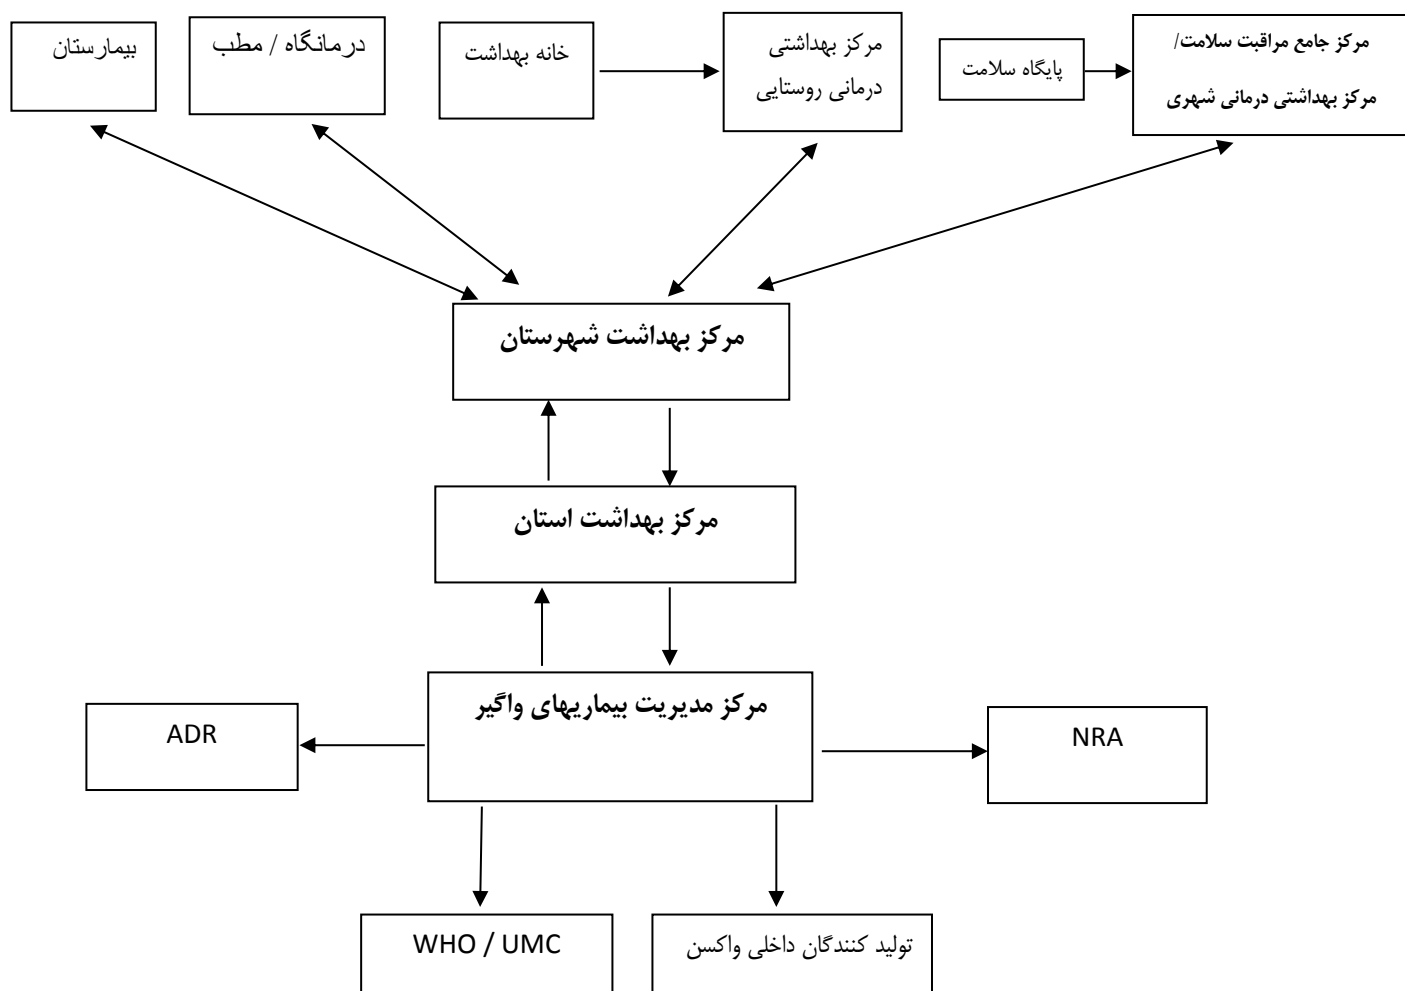 مرکز جامع مراقبت سلامت/
مرکز بهداشتی درمانی شهری
پایگاه سلامت
مرکز بهداشتی
درمانی روستایی
خانه بهداشت
درمانگاه / مطب
بیمارستان
مرکز بهداشت شهرستان
مرکز بهداشت استان
مرکز مدیریت بیماریهای واگیر
NRA
ADR
تولید کنندگان داخلی واکسن
WHO / UMC